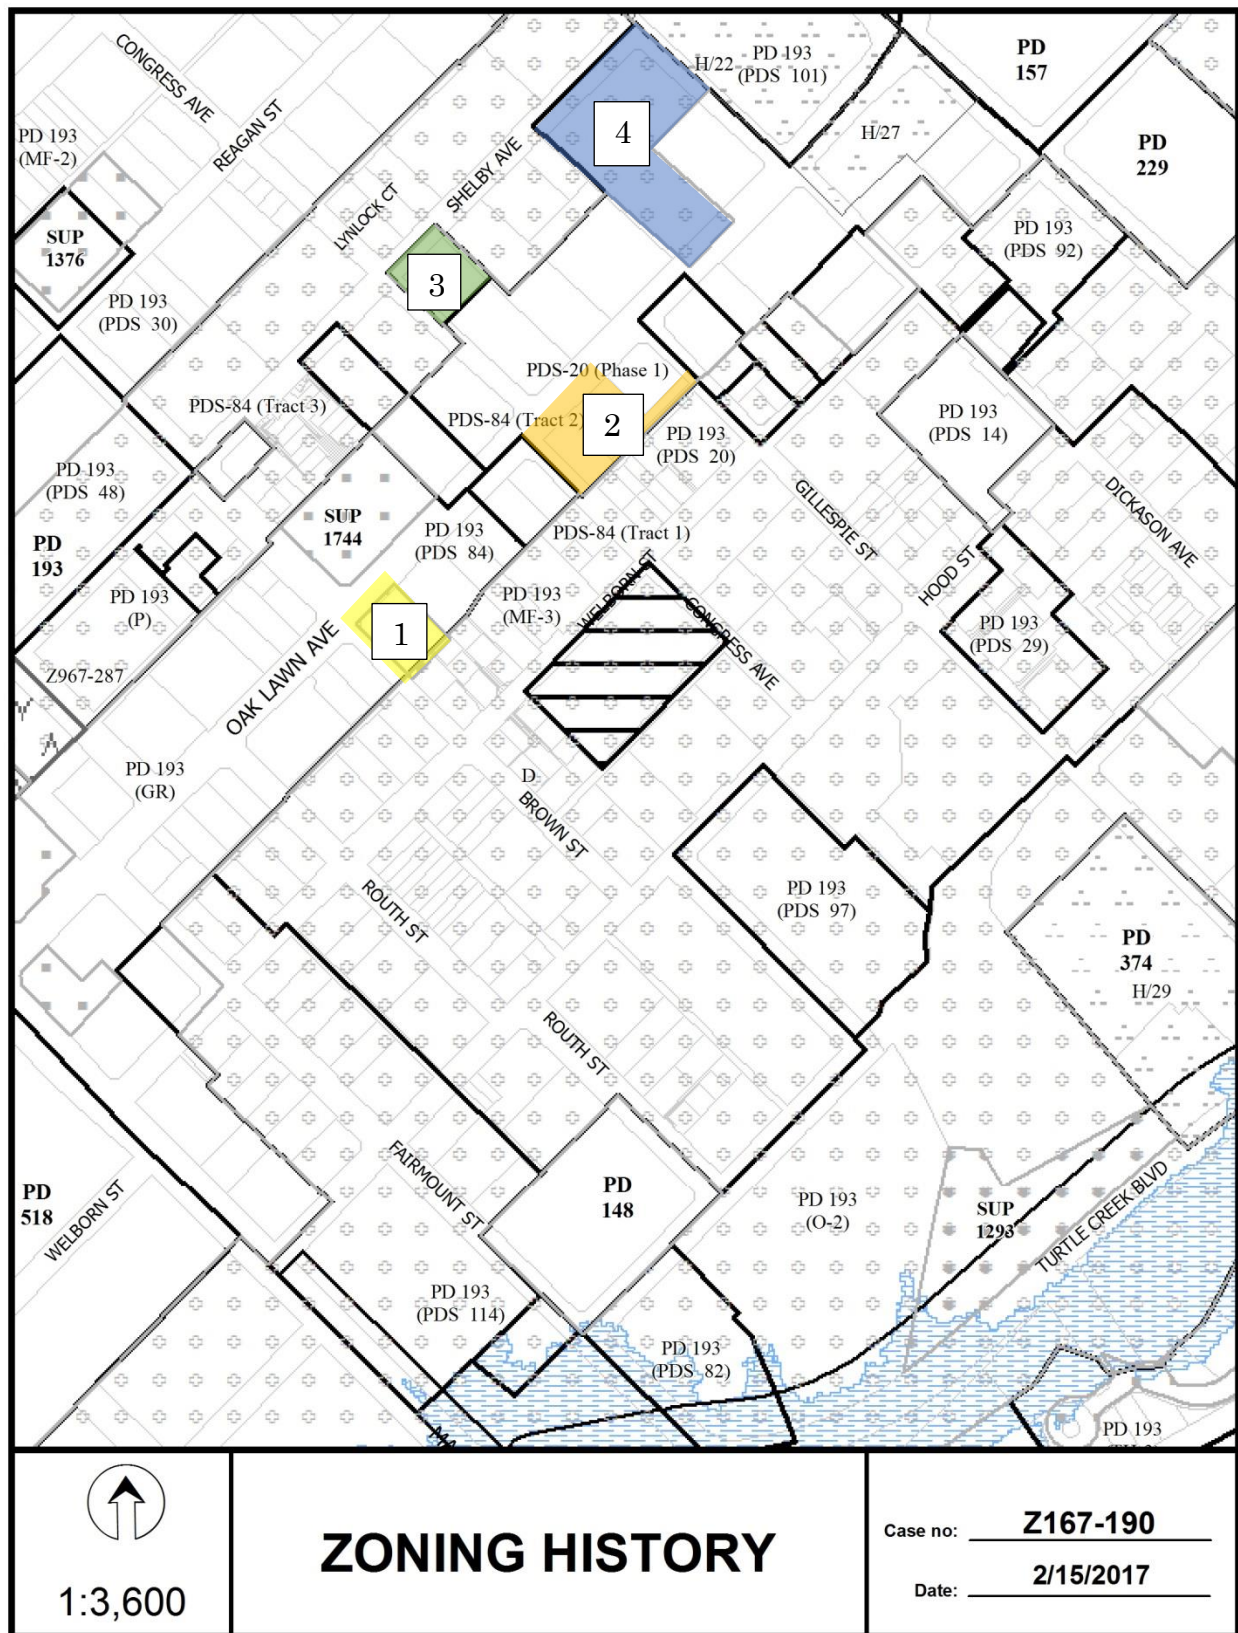 CONGRESS AVE
REAGAN ST
PD 193
(MF-2)
SUP
1376
PD 193
(PDS 30)
LYNLOCK CT
SHELBY AVE
4
H/22
PD 193
(PDS 101)
PD
157
H/27
PD
229
PD 193
(PDS 92)
3
PDS-20 (Phase 1)
PDS-84 (Tract 3)
PDS-84 (Tract 2)
2
PD 193
(PDS 20)
PD 193
(PDS 14)
PD 193
(PDS 48)
PD
193
SUP
1744
PD 193
(PDS 84)
PDS-84 (Tract 1)
GILLESPIE ST
DICKASON AVE
HOOD ST
PD 193
(P)
PD 193
(MF-3)
WELBORN ST
CONGRESS AVE
1
PD 193
(PDS 29)
Z967-287
OAK LAWN AVE
PD 193
(GR)
D
BROWN ST
ROUTH ST
PD 193
(PDS 97)
PD
374
H/29
ROUTH ST
FAIRMOUNT ST
PD
518
WELBORN ST
PD
148
PD 193
(O-2)
SUP
1293
TURTLE CREEK BLVD
PD 193
(PDS 114)
PD 193
(PDS 82)
PD 193
1:3,600
ZONING HISTORY
Case no: Z167-190
Date: 2/15/2017